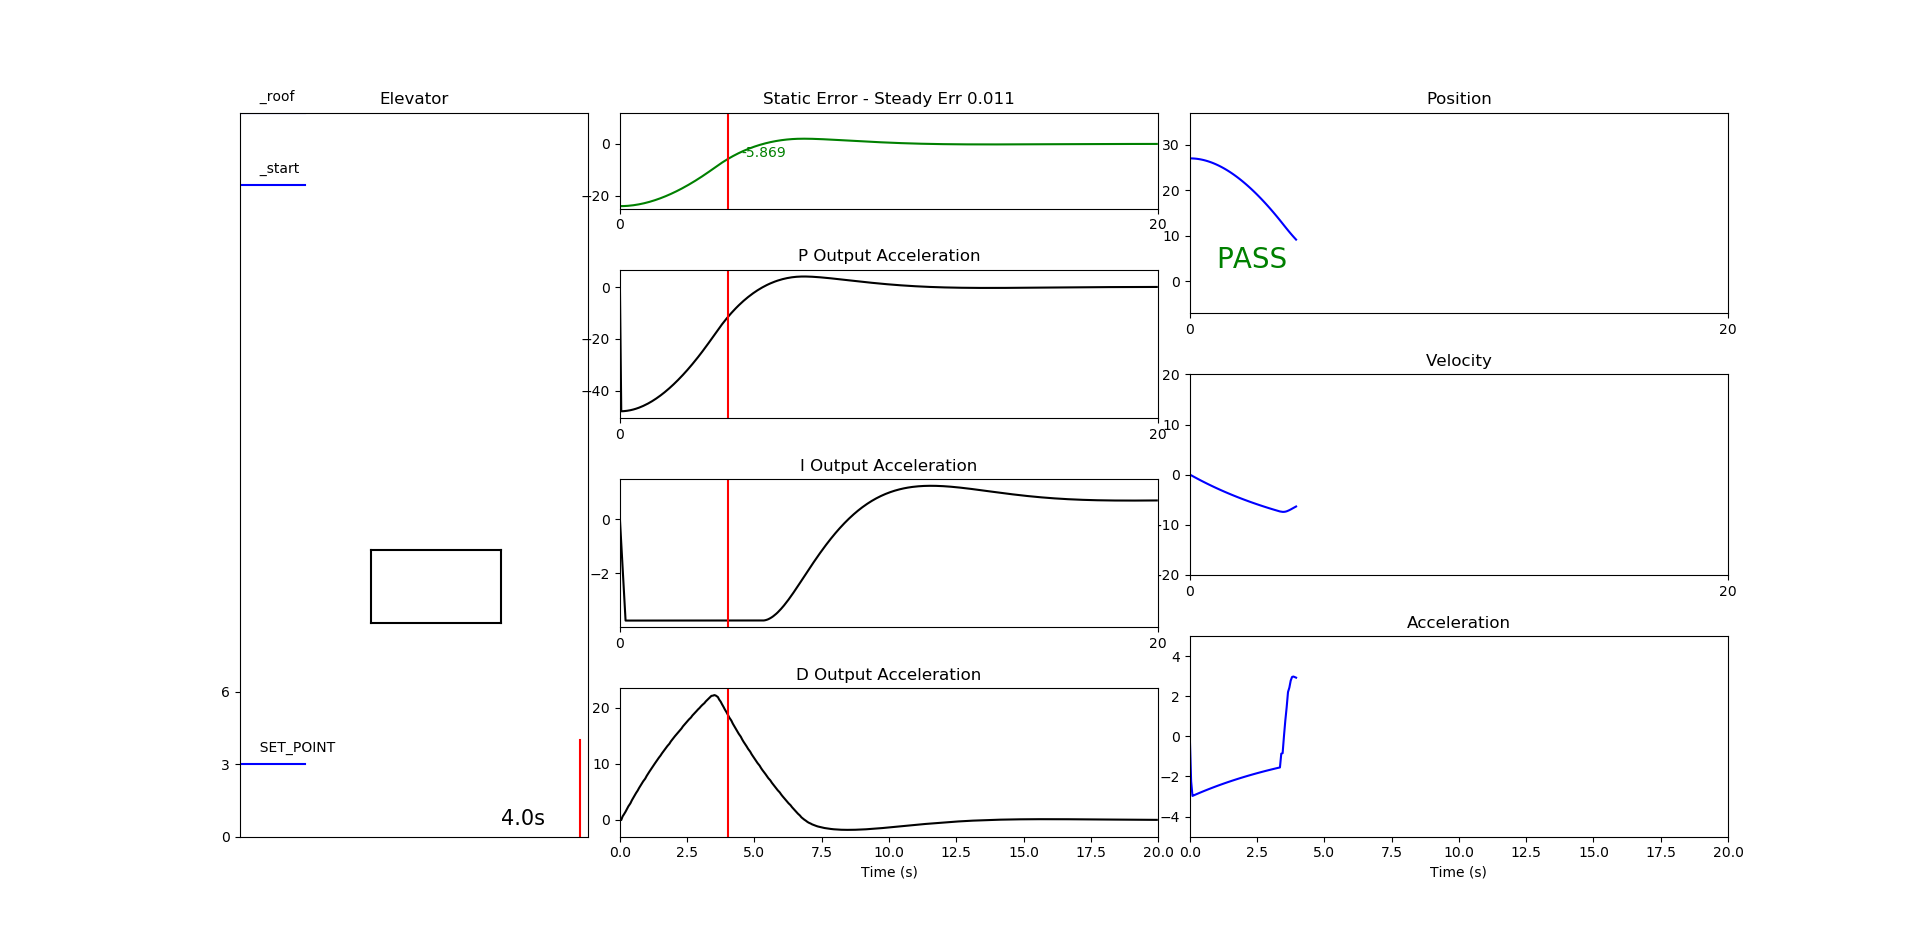 _roof
Elevator
_start
6
SET_POINT
3
4.0s
0
Static Error - Steady Err 0.011
0
-5.869
−20
0
20
P Output Acceleration
0
−20
−40
0
20
I Output Acceleration
0
−2
0
20
D Output Acceleration
20
10
0
0.0 2.5 5.0 7.5 10.0 12.5 15.0 17.5 20.0
Time (s)
Position
30
20
10
PASS
0
0
20
Velocity
20
10
0
−10
−20
0
20
Acceleration
4
2
0
−2
−4
0.0 2.5 5.0 7.5 10.0 12.5 15.0 17.5 20.0
Time (s)